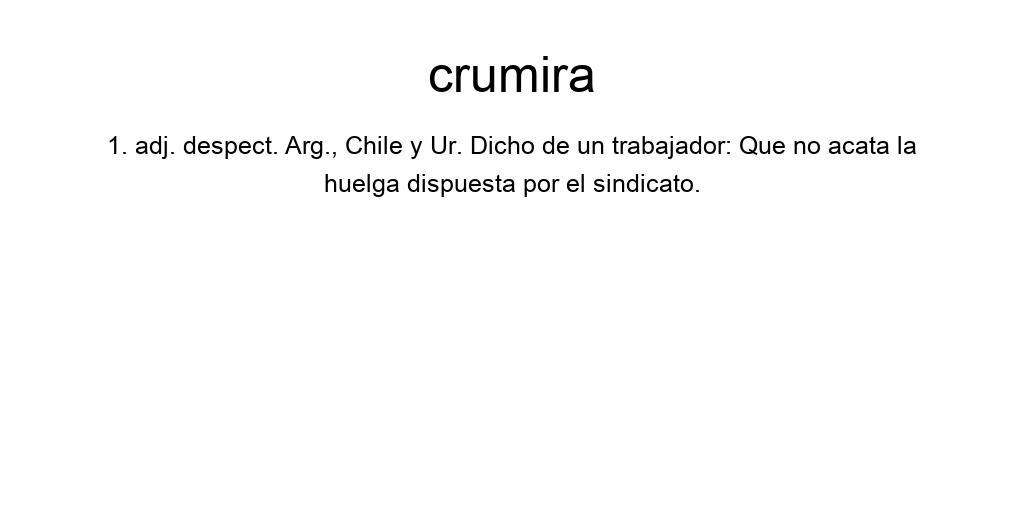 crumira
1. adj. despect. Arg., Chile y Ur. Dicho de un trabajador: Que no acata la
huelga dispuesta por el sindicato.